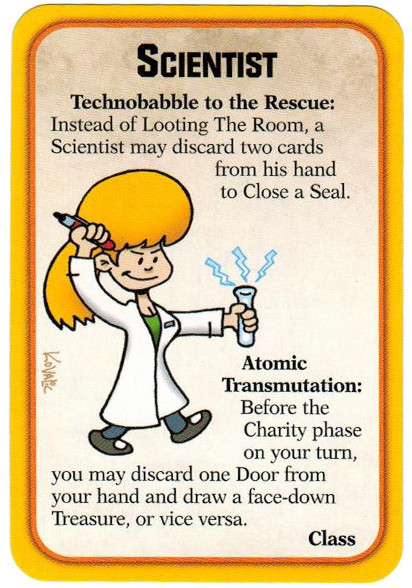 SCIENTIST
Technobabble to the Rescue:
Instead of Looting The Room, a
Scientist may discard two cards
from his hand
to Close a Seal.
KOVALIC
Atomic
Transmutation:
Before the
Charity phase
on your turn,
you may discard one Door from
your hand and draw a face-down
Treasure, or vice versa.
Class